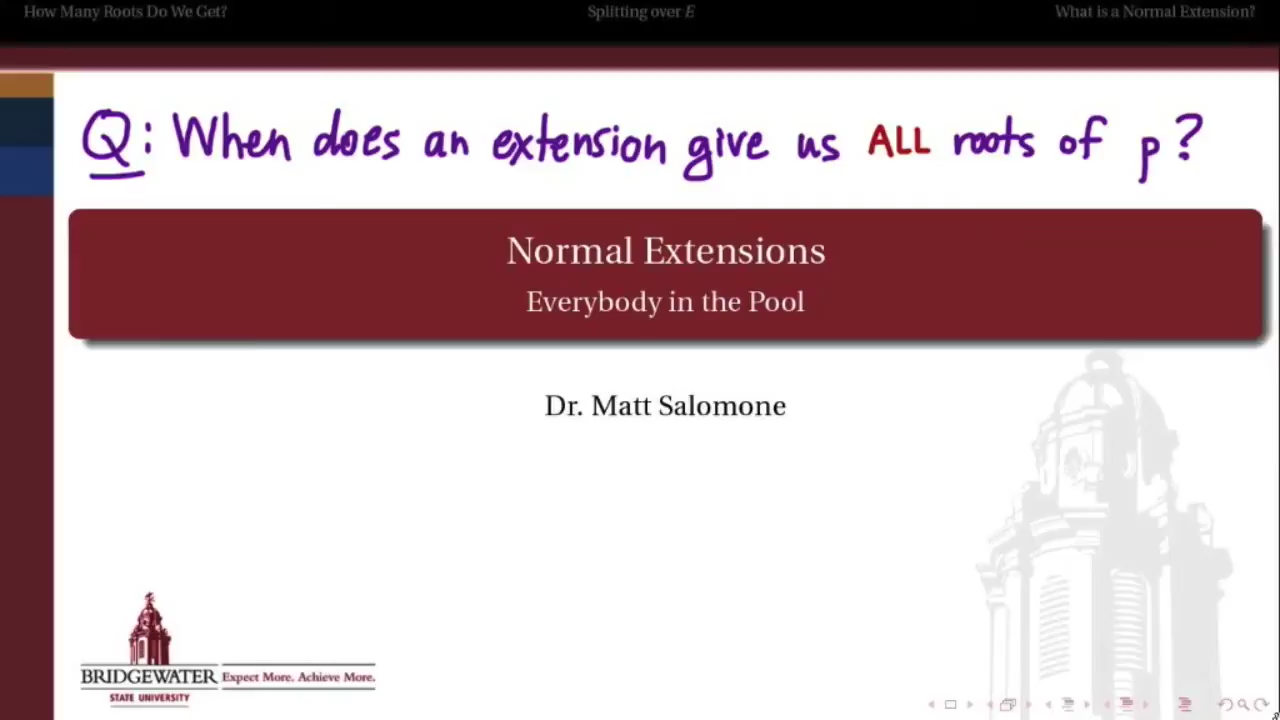 How Many Roots Do We Get? Splitting over E What is a Normal Extension?
Q: When does an extension give us ALL roots of p?
Normal Extensions
Everybody in the Pool
Dr. Matt Salomone
BRIDGEWATER Expect More. Achieve More.
STATE UNIVERSITY